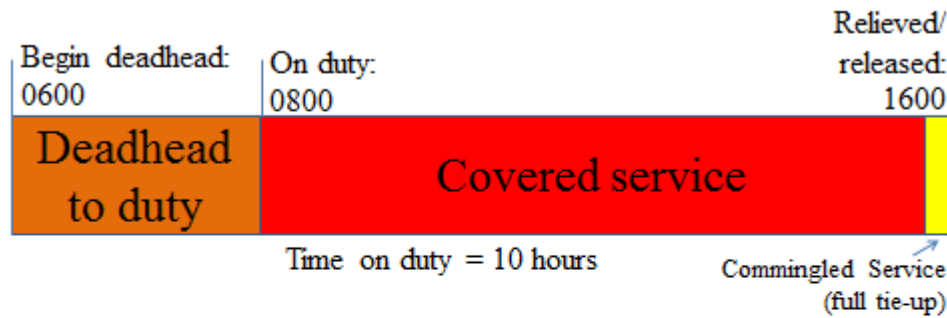 Begin deadhead:
0600
On duty:
0800
Relieved/
released:
1600
Deadhead
to duty
Covered service
Time on duty = 10 hours
Commingled Service
(full tie-up)